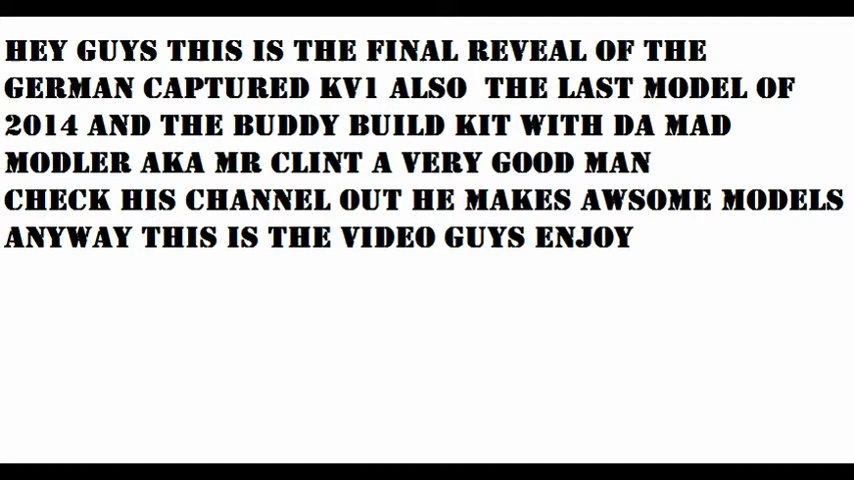 HEY GUYS THIS IS THE FINAL REVEAL OF THE
GERMAN CAPTURED KV1 ALSO  THE LAST MODEL OF
2014 AND THE BUDDY BUILD KIT WITH DA MAD
MODLER AKA MR CLINT A VERY GOOD MAN
CHECK HIS CHANNEL OUT HE MAKES AWSOME MODELS
ANYWAY THIS IS THE VIDEO GUYS ENJOY